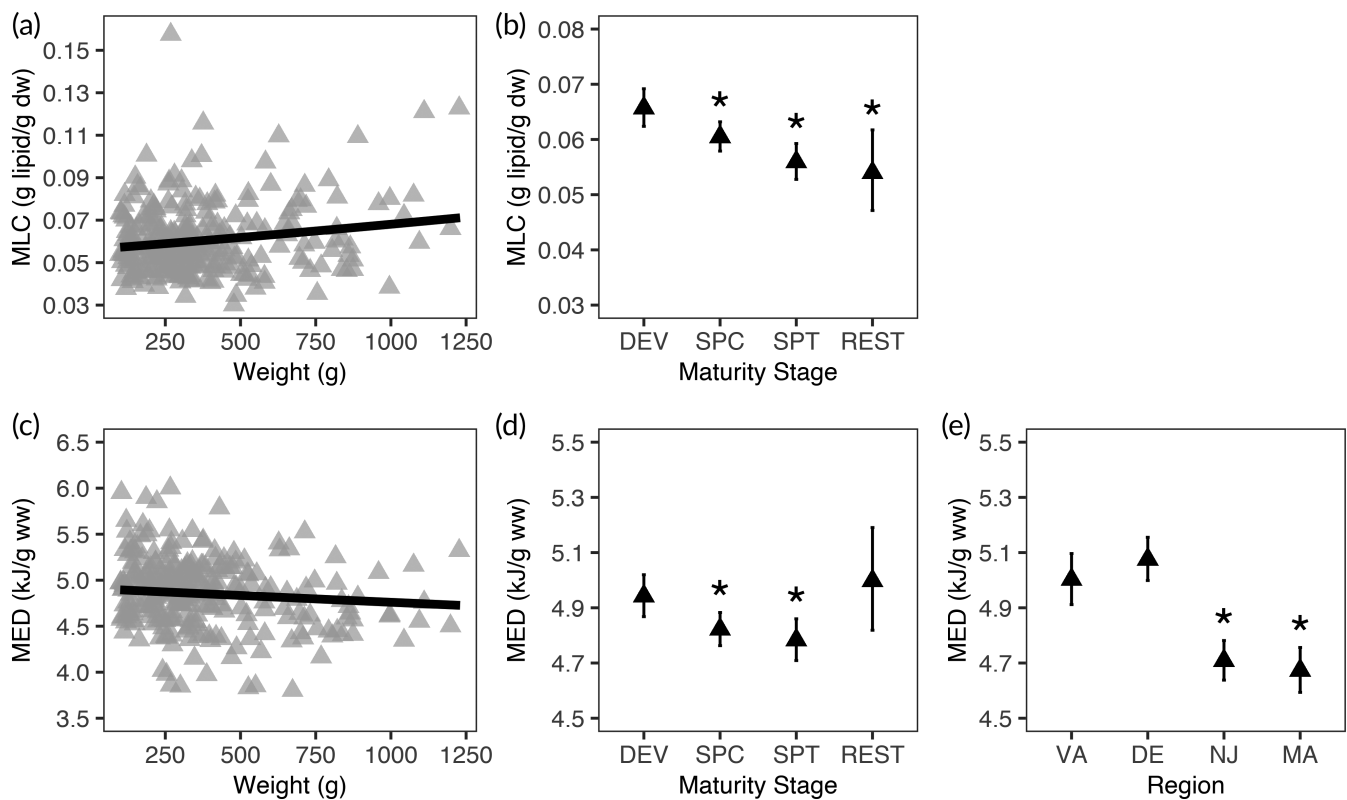 (a)
MLC (g lipid/g dw)
0.15
0.13
0.11
0.09
0.07
0.05
0.03
250 500 750 1000 1250
Weight (g)
(b)
MLC (g lipid/g dw)
0.08
0.07
0.06
0.05
0.04
0.03
* * *
DEV SPC SPT REST
Maturity Stage
(c)
MED (kJ/g ww)
6.5
6.0
5.5
5.0
4.5
4.0
3.5
250 500 750 1000 1250
Weight (g)
(d)
MED (kJ/g ww)
5.5
5.3
5.1
4.9
4.7
4.5
* *
DEV SPC SPT REST
Maturity Stage
(e)
MED (kJ/g ww)
5.5
5.3
5.1
4.9
4.7
4.5
* *
VA DE NJ MA
Region